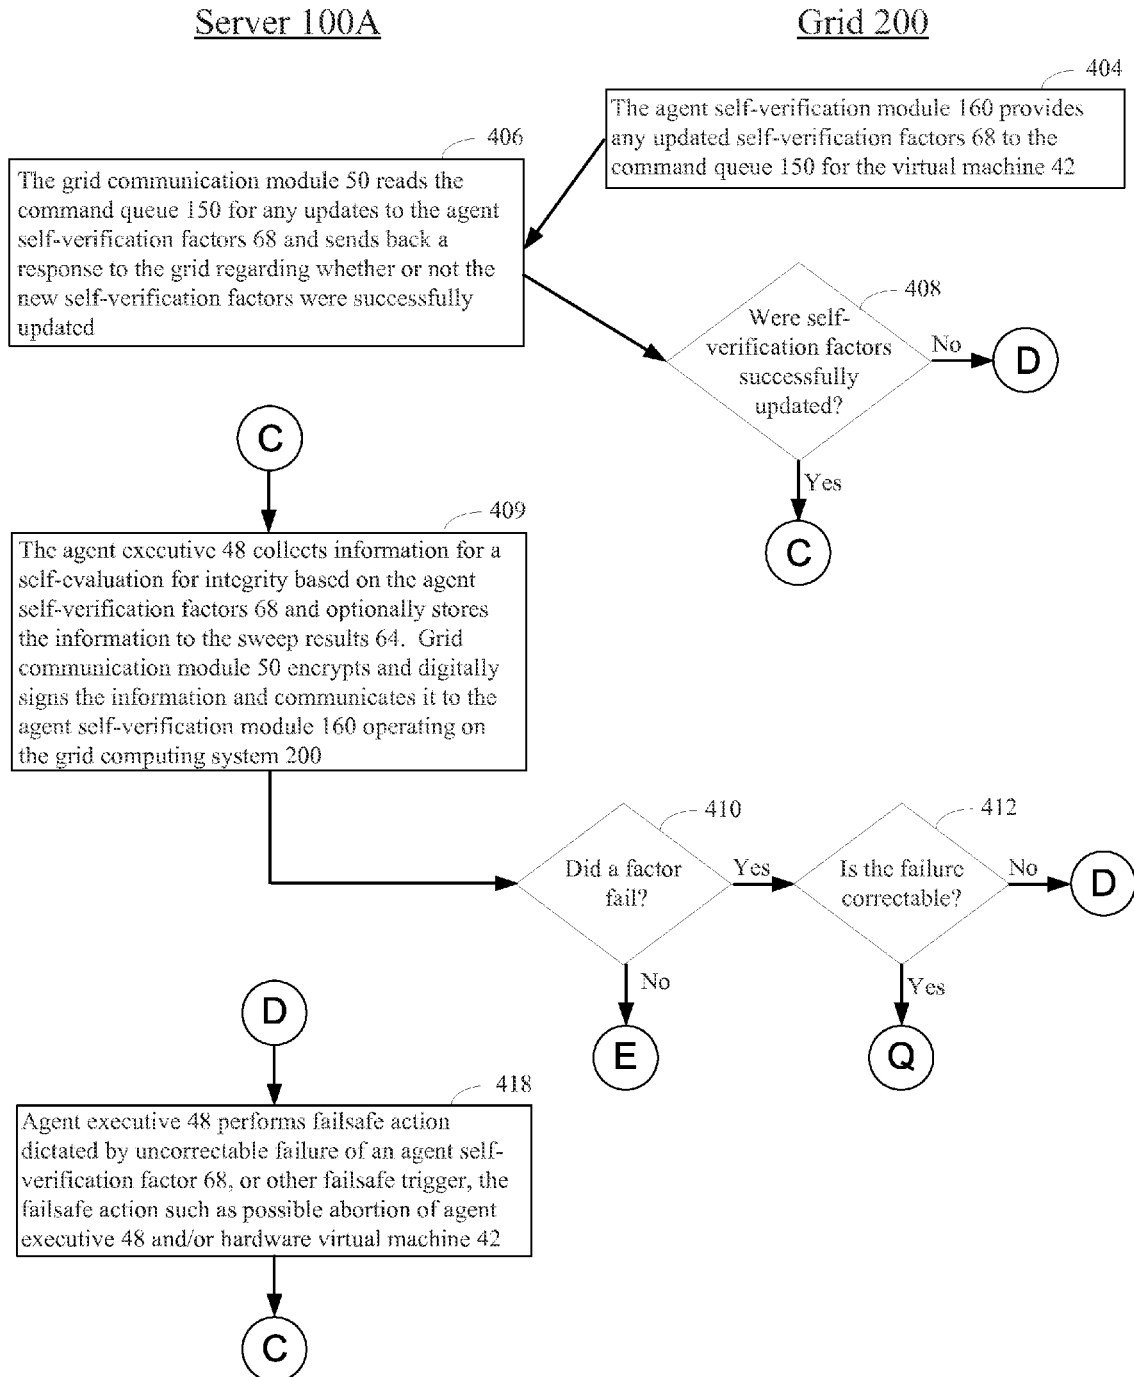 Server 100A
Grid 200
404
The agent self-verification module 160 provides
any updated self-verification factors 68 to the
command queue 150 for the virtual machine 42
406
The grid communication module 50 reads the
command queue 150 for any updates to the agent
self-verification factors 68 and sends back a
response to the grid regarding whether or not the
new self-verification factors were successfully
updated
408
Were self-
verification factors
successfully
updated?
No
D
Yes
C
C
409
The agent executive 48 collects information for a
self-evaluation for integrity based on the agent
self-verification factors 68 and optionally stores
the information to the sweep results 64. Grid
communication module 50 encrypts and digitally
signs the information and communicates it to the
agent self-verification module 160 operating on
the grid computing system 200
410
Did a factor
fail?
Yes
412
Is the failure
correctable?
No
D
No
E
Yes
Q
D
418
Agent executive 48 performs failsafe action
dictated by uncorrectable failure of an agent self-
verification factor 68, or other failsafe trigger, the
failsafe action such as possible abortion of agent
executive 48 and/or hardware virtual machine 42
C